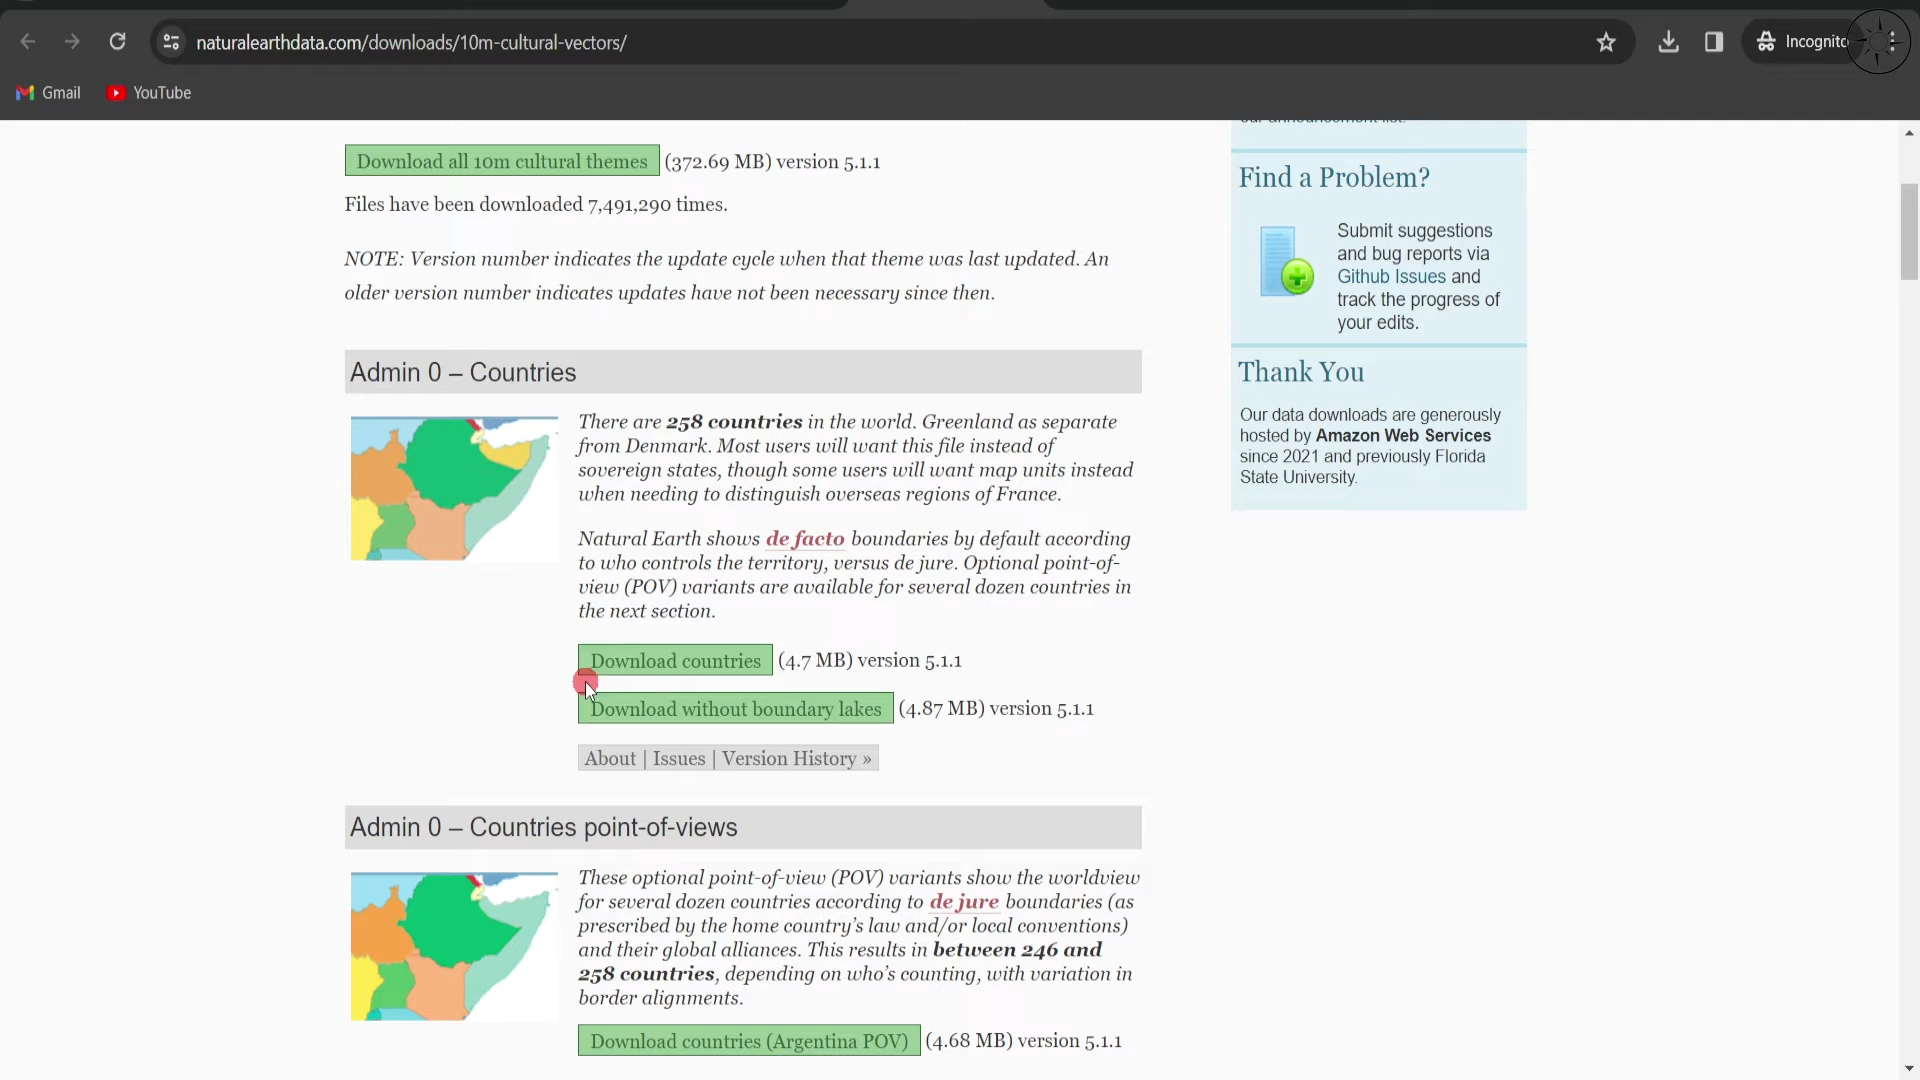 naturalearthdata.com/downloads/10m-cultural-vectors/
Incognito
Gmail
YouTube
Download all 10m cultural themes (372.69 MB) version 5.1.1
Files have been downloaded 7,491,290 times.
NOTE: Version number indicates the update cycle when that theme was last updated. An
older version number indicates updates have not been necessary since then.
Admin 0 – Countries
There are 258 countries in the world. Greenland as separate
from Denmark. Most users will want this file instead of
sovereign states, though some users will want map units instead
when needing to distinguish overseas regions of France.
Natural Earth shows de facto boundaries by default according
to who controls the territory, versus de jure. Optional point-of-
view (POV) variants are available for several dozen countries in
the next section.
Download countries (4.7 MB) version 5.1.1
Download without boundary lakes (4.87 MB) version 5.1.1
About | Issues | Version History »
Admin 0 – Countries point-of-views
These optional point-of-view (POV) variants show the worldview
for several dozen countries according to de jure boundaries (as
prescribed by the home country's law and/or local conventions)
and their global alliances. This results in between 246 and
258 countries, depending on who's counting, with variation in
border alignments.
Download countries (Argentina POV) (4.68 MB) version 5.1.1
our announcement list.
Find a Problem?
Submit suggestions
and bug reports via
Github Issues and
track the progress of
your edits.
Thank You
Our data downloads are generously
hosted by Amazon Web Services
since 2021 and previously Florida
State University.